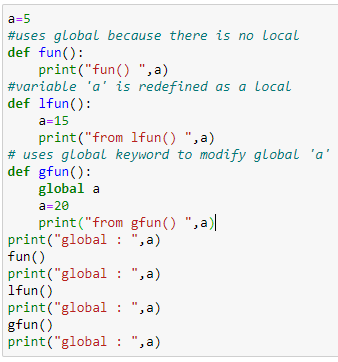 a=5
#uses global because there is no local
def fun():
    print("fun() ",a)
#variable 'a' is redefined as a local
def lfun():
    a=15
    print("from lfun() ",a)
# uses global keyword to modify global 'a'
def gfun():
    global a
    a=20
    print("from gfun() ",a)
print("global : ",a)
fun()
print("global : ",a)
lfun()
print("global : ",a)
gfun()
print("global : ",a)